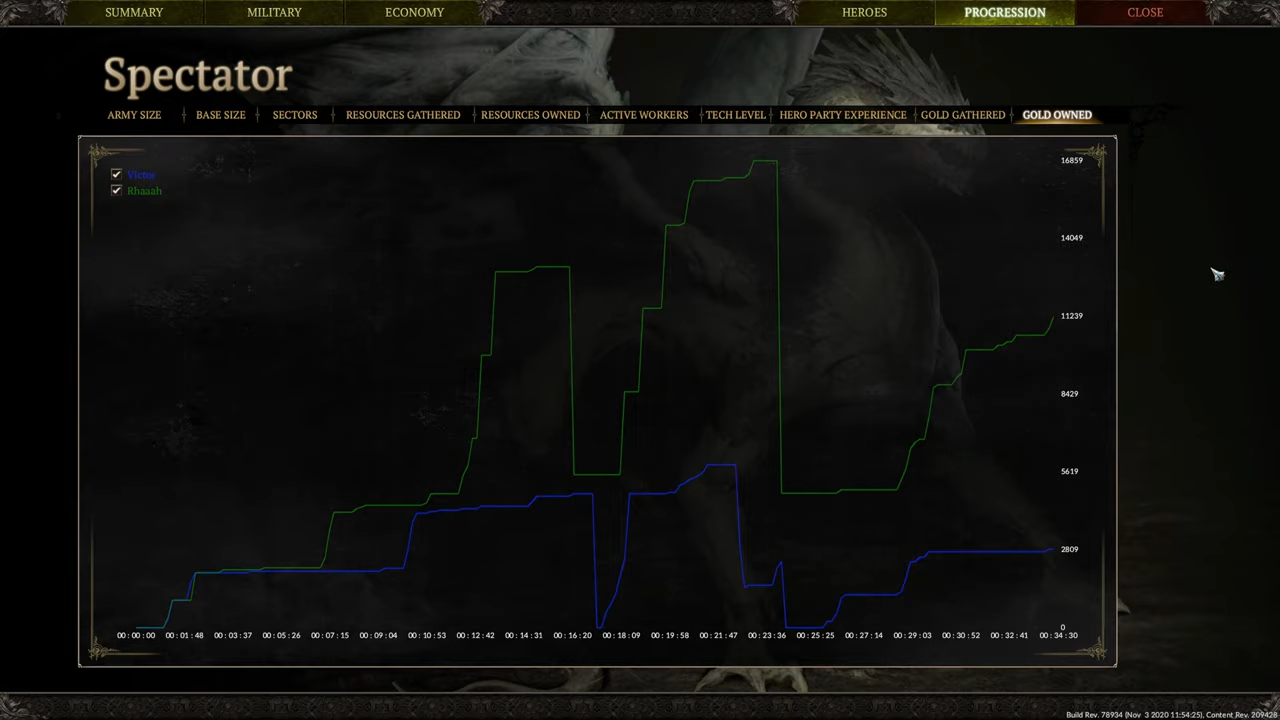 SUMMARY MILITARY ECONOMY HEROES PROGRESSION CLOSE
Spectator
ARMY SIZE BASE SIZE SECTORS RESOURCES GATHERED RESOURCES OWNED ACTIVE WORKERS TECH LEVEL HERO PARTY EXPERIENCE GOLD GATHERED GOLD OWNED
16859
Victor
Rhaaah
14049
11239
8429
5619
2809
0
00:00:00 00:01:48 00:03:37 00:05:26 00:07:15 00:09:04 00:10:53 00:12:42 00:14:31 00:16:20 00:18:09 00:19:58 00:21:47 00:23:36 00:25:25 00:27:14 00:29:03 00:30:52 00:32:41 00:34:30
Build Rev. 78934 (Nov 3 2020 11:54:25), Content Rev. 209428